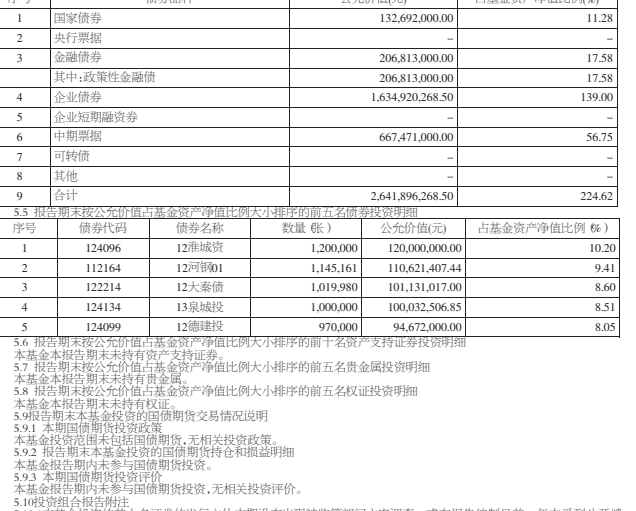 序号 债券品种 公允价值(元) 占基金资产净值比例(%)
1 国家债券 132,692,000.00 11.28
2 央行票据 – –
3 金融债券 206,813,000.00 17.58
其中:政策性金融债 206,813,000.00 17.58
4 企业债券 1,634,920,268.50 139.00
5 企业短期融资券 – –
6 中期票据 667,471,000.00 56.75
7 可转债 – –
8 其他 – –
9 合计 2,641,896,268.50 224.62
5.5 报告期末按公允价值占基金资产净值比例大小排序的前五名债券投资明细
序号 债券代码 债券名称 数量(张) 公允价值(元) 占基金资产净值比例(%)
1 124096 12淮城资 1,200,000 120,000,000.00 10.20
2 112164 12河钢01 1,145,161 110,621,407.44 9.41
3 122214 12大秦债 1,019,980 101,131,017.00 8.60
4 124134 13泉城投 1,000,000 100,032,506.85 8.51
5 124099 12德建投 970,000 94,672,000.00 8.05
5.6 报告期末按公允价值占基金资产净值比例大小排序的前十名资产支持证券投资明细
本基金本报告期末未持有资产支持证券。
5.7 报告期末按公允价值占基金资产净值比例大小排序的前五名贵金属投资明细
本基金本报告期末未持有贵金属。
5.8 报告期末按公允价值占基金资产净值比例大小排序的前五名权证投资明细
本基金本报告期末未持有权证。
5.9报告期末本基金投资的国债期货交易情况说明
5.9.1 本期国债期货投资政策
本基金投资范围未包括国债期货,无相关投资政策。
5.9.2 报告期末本基金投资的国债期货持仓和损益明细
本基金报告期内未参与国债期货投资。
5.9.3 本期国债期货投资评价
本基金报告期内未参与国债期货投资,无相关投资评价。
5.10投资组合报告附注